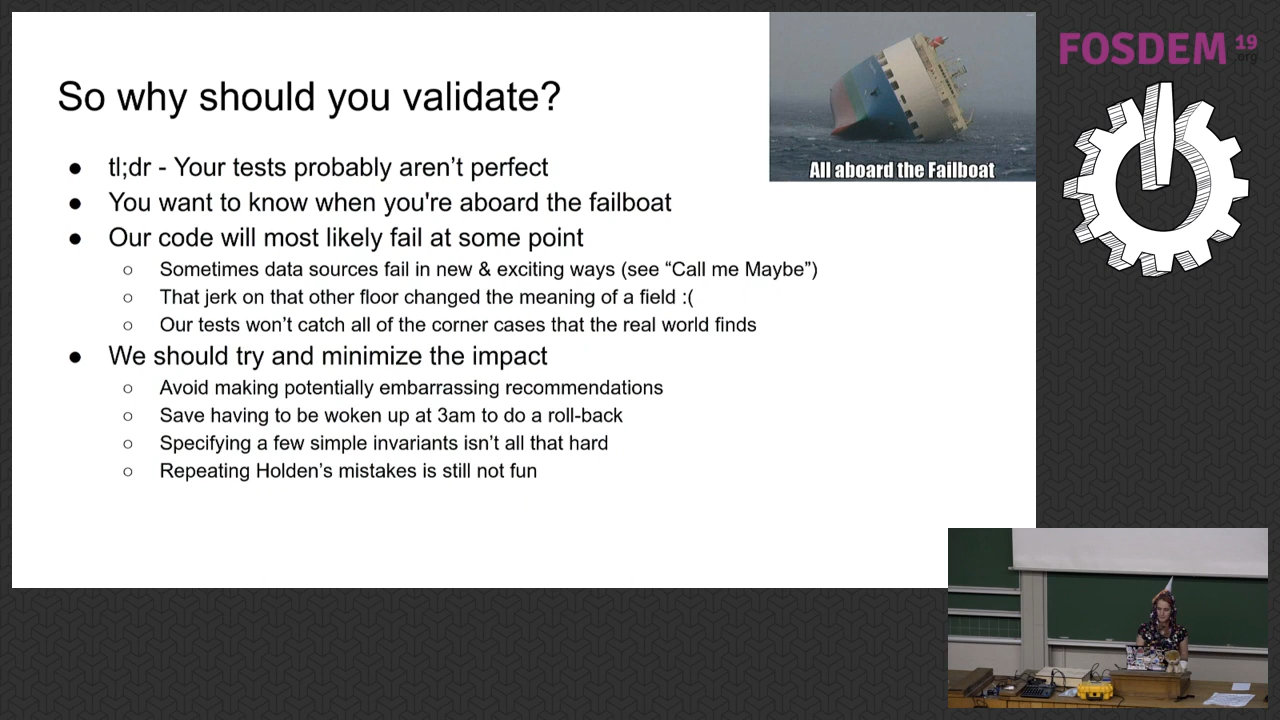 So why should you validate?
● tl;dr - Your tests probably aren’t perfect
● You want to know when you're aboard the failboat
● Our code will most likely fail at some point
○ Sometimes data sources fail in new & exciting ways (see “Call me Maybe”)
○ That jerk on that other floor changed the meaning of a field :(
○ Our tests won’t catch all of the corner cases that the real world finds
● We should try and minimize the impact
○ Avoid making potentially embarrassing recommendations
○ Save having to be woken up at 3am to do a roll-back
○ Specifying a few simple invariants isn’t all that hard
○ Repeating Holden’s mistakes is still not fun
All aboard the Failboat
FOSDEM 19
.org